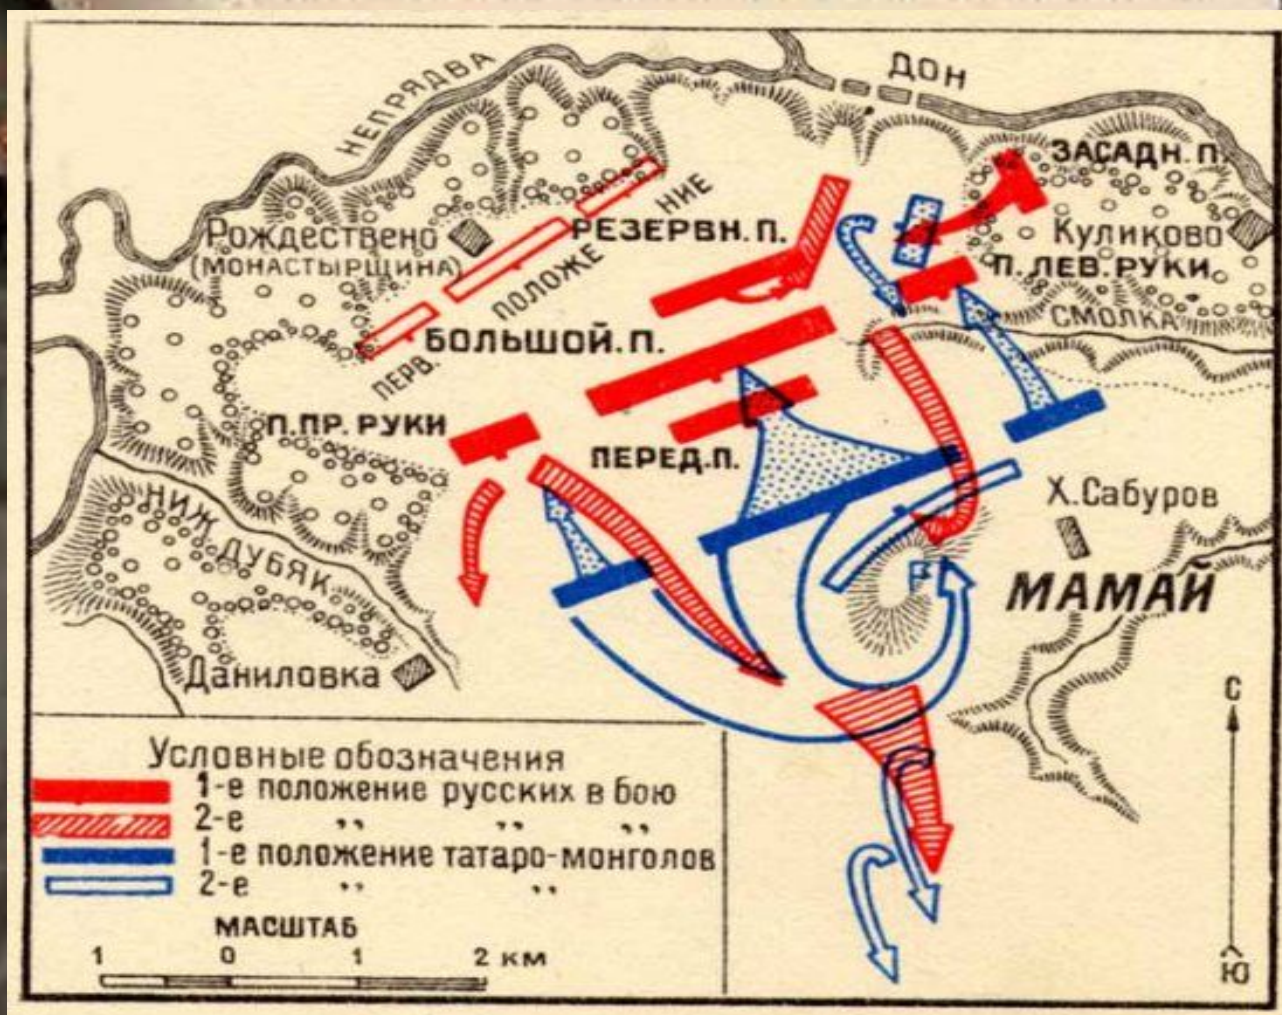 НЕПРЯДВА
ДОН
ЗАСАДН. П.
Рождествено
(МОНАСТЫРЩИНА)
РЕЗЕРВН. П.
Куликово
П. ЛЕВ. РУКИ
СМОЛКА
ПЕРВ. ПОЛОЖЕНИЕ
БОЛЬШОЙ. П.
П. ПР. РУКИ
ПЕРЕД. П.
НИЖ. ДУБЯК
Х. Сабуров
МАМАЙ
Даниловка
С
Ю
Условные обозначения
1-е положение русских в бою
2-е ,, ,, ,,
1-е положение татаро-монголов
2-е ,, ,,
МАСШТАБ
1 0 1 2 км